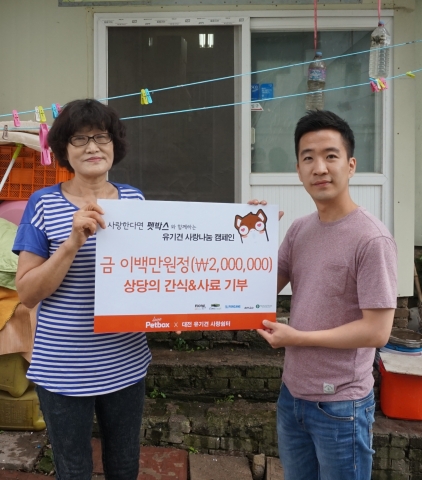 사랑한다면 펫박스와 함께하는
유기견 사랑나눔 캠페인
금 이백만원정(₩2,000,000)
상당의 간식&사료 기부
Petbox X 대전 유기견 사랑쉼터